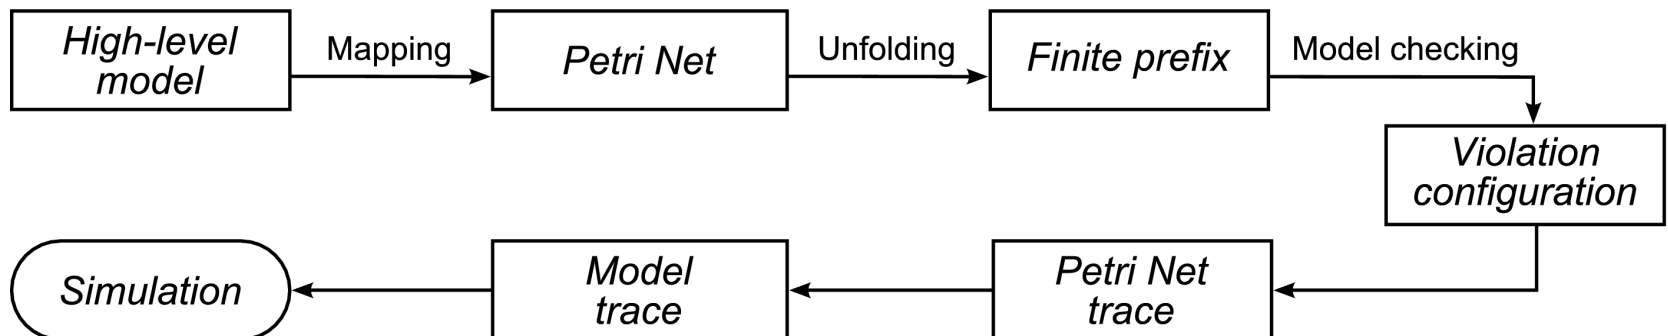 High-level
model
Mapping
Petri Net
Unfolding
Finite prefix
Model checking
Violation
configuration
Simulation
Model
trace
Petri Net
trace